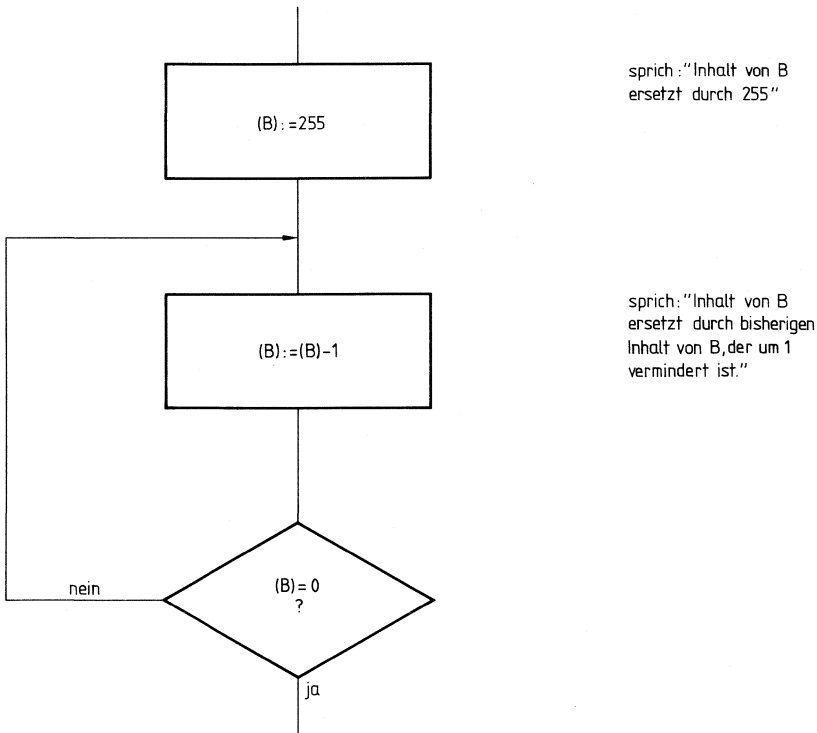 (B):=255
sprich:"Inhalt von B
ersetzt durch 255"
(B):=(B)-1
sprich:"Inhalt von B
ersetzt durch bisherigen
Inhalt von B, der um 1
vermindert ist."
nein
(B)=0
?
ja